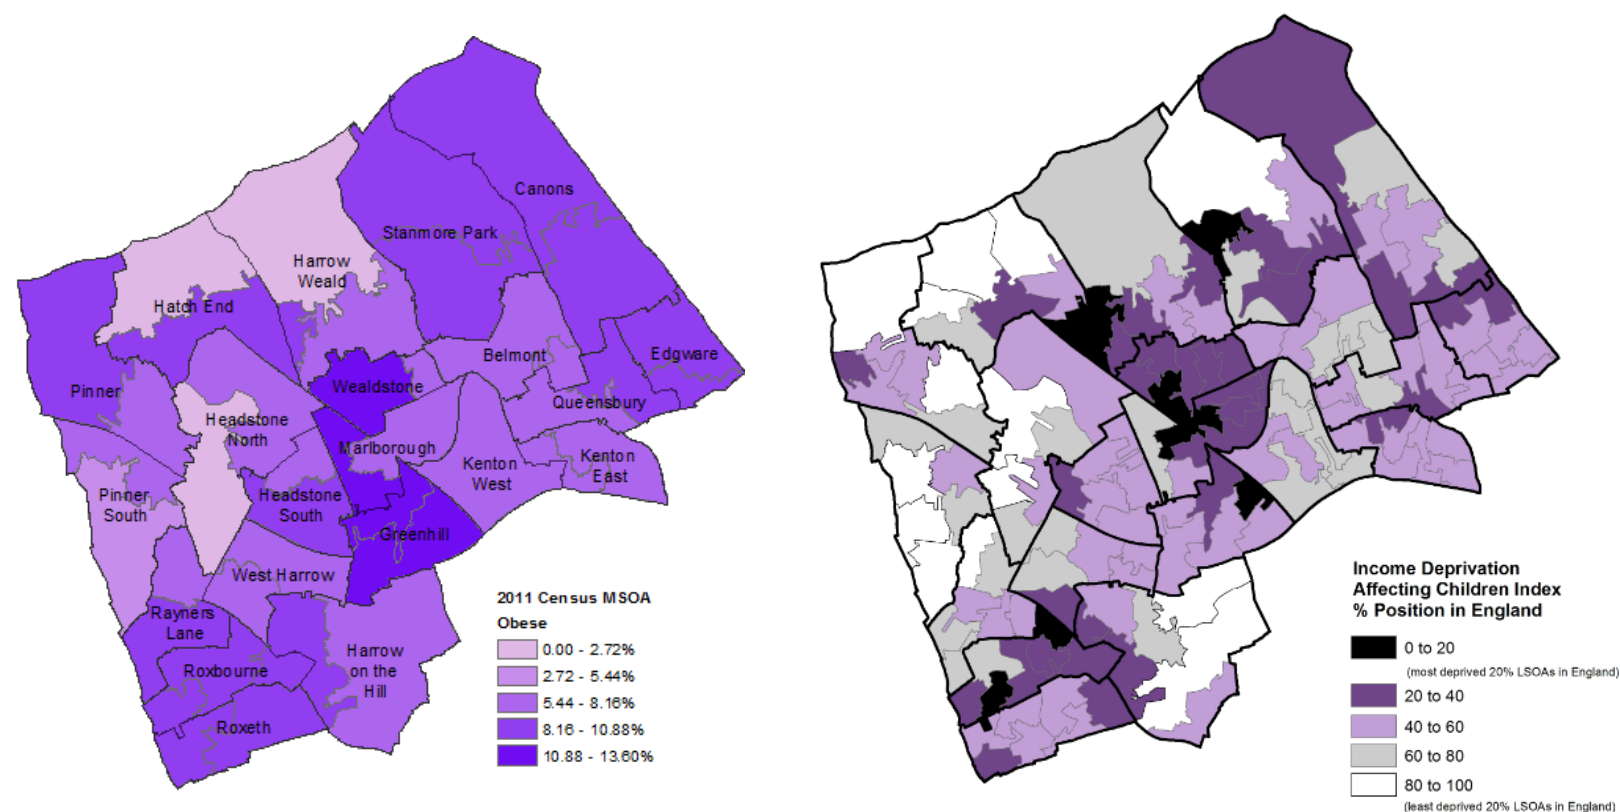 Canons
Stanmore Park
Harrow
Weald
Hatch End
Belmont
Edgware
Wealdstone
Pinner
Queensbury
Headstone
North
Marlborough
Kenton
East
Kenton
West
Pinner
South
Headstone
South
Greenhill
West Harrow
Rayners
Lane
Harrow
on the
Hill
Roxbourne
Roxeth
2011 Census MSOA
Obese
0.00 - 2.72%
2.72 - 5.44%
5.44 - 8.16%
8.16 - 10.88%
10.88 - 13.60%
Income Deprivation
Affecting Children Index
% Position in England
0 to 20
(most deprived 20% LSOAs in England)
20 to 40
40 to 60
60 to 80
80 to 100
(least deprived 20% LSOAs in England)